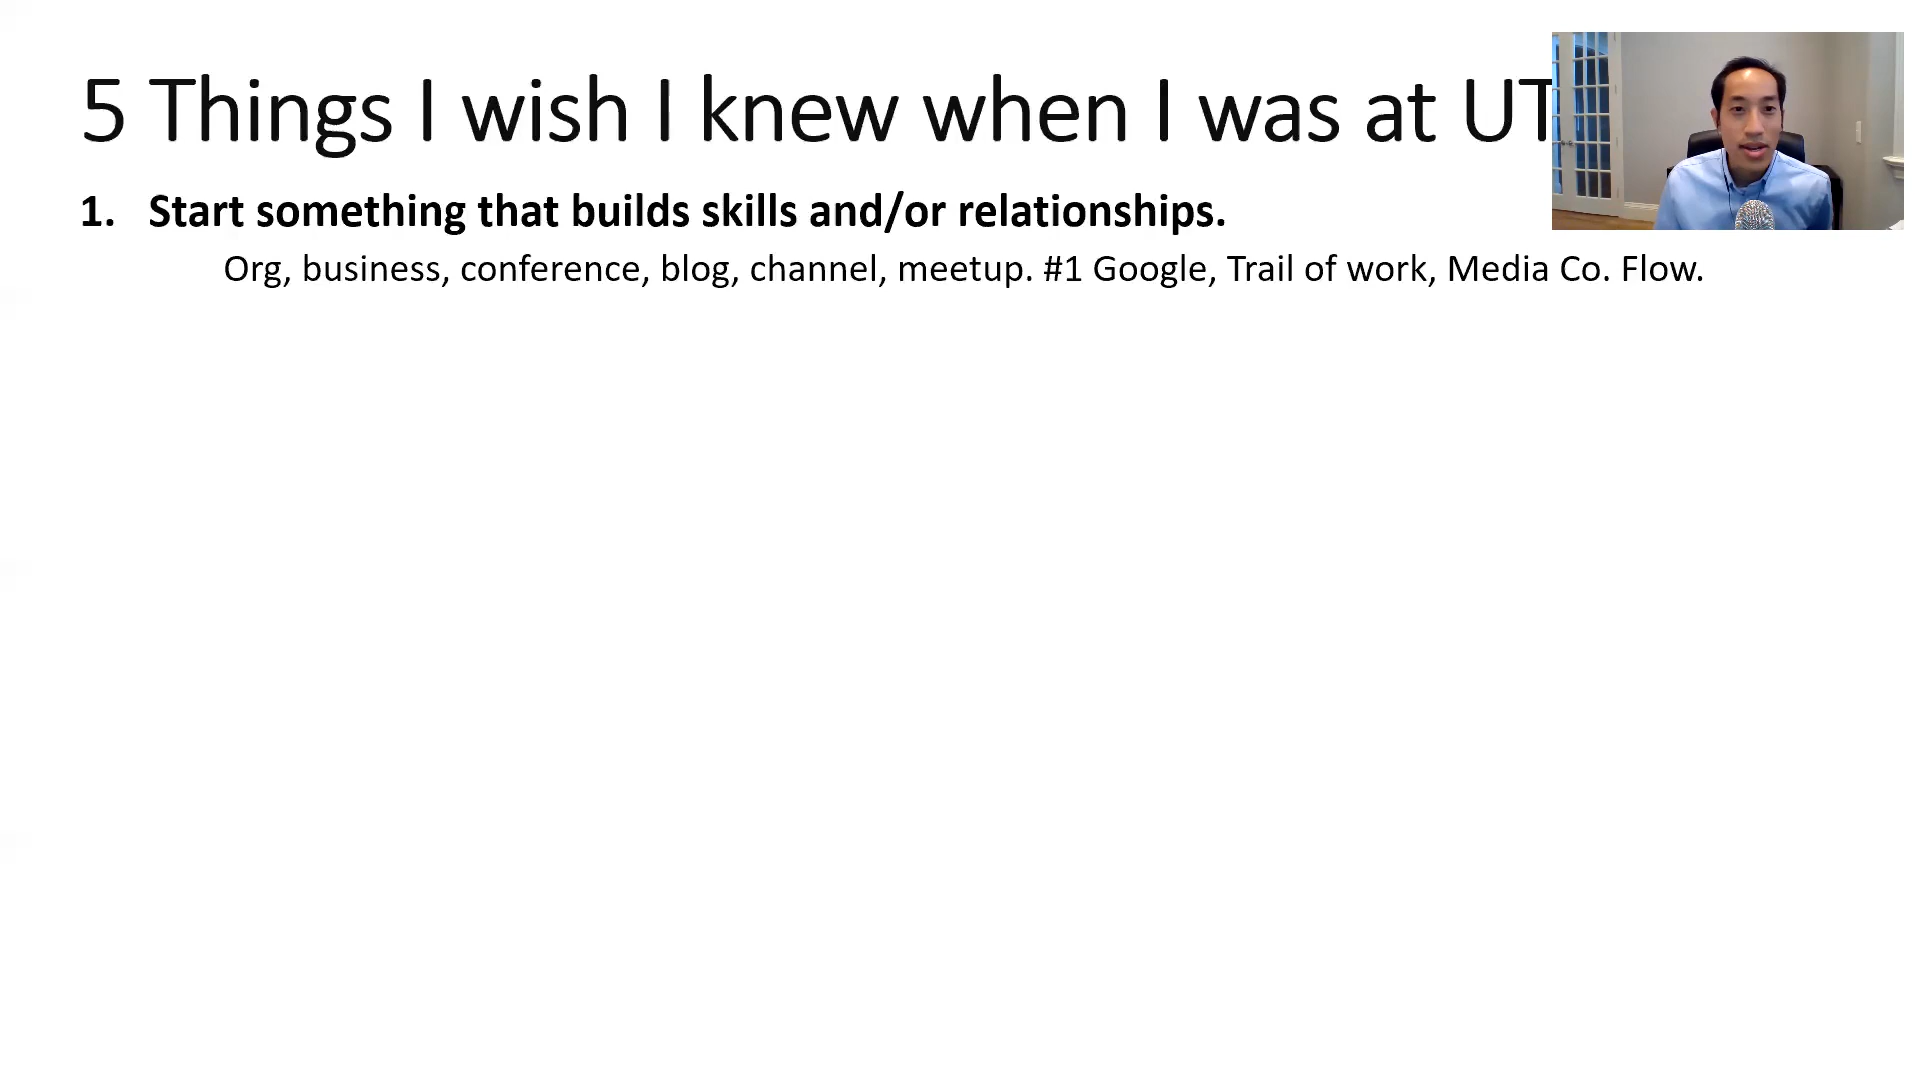 5 Things I wish I knew when I was at UT
1. Start something that builds skills and/or relationships.
Org, business, conference, blog, channel, meetup. #1 Google, Trail of work, Media Co. Flow.